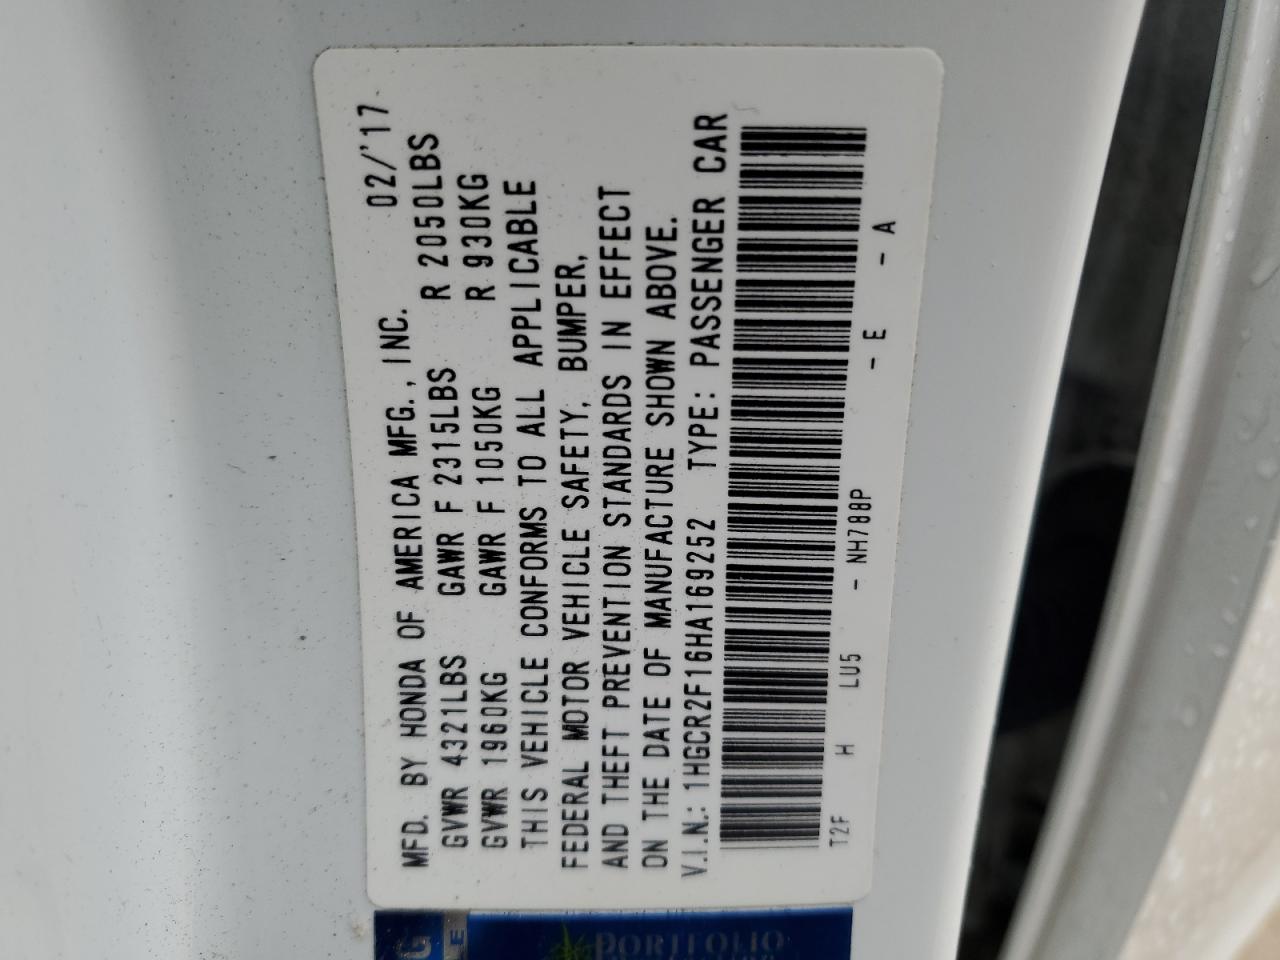 MFD. BY HONDA OF AMERICA MFG., INC. 02/'17
GVWR 4321LBS GAWR F 2315LBS R 2050LBS
GVWR 1960KG GAWR F 1050KG R 930KG
THIS VEHICLE CONFORMS TO ALL APPLICABLE
FEDERAL MOTOR VEHICLE SAFETY, BUMPER,
AND THEFT PREVENTION STANDARDS IN EFFECT
ON THE DATE OF MANUFACTURE SHOWN ABOVE.
V.I.N.: 1HGCR2F16HA169252 TYPE: PASSENGER CAR
T2F H LU5 - NH788P - E - A
G
E
PORTFOLIO